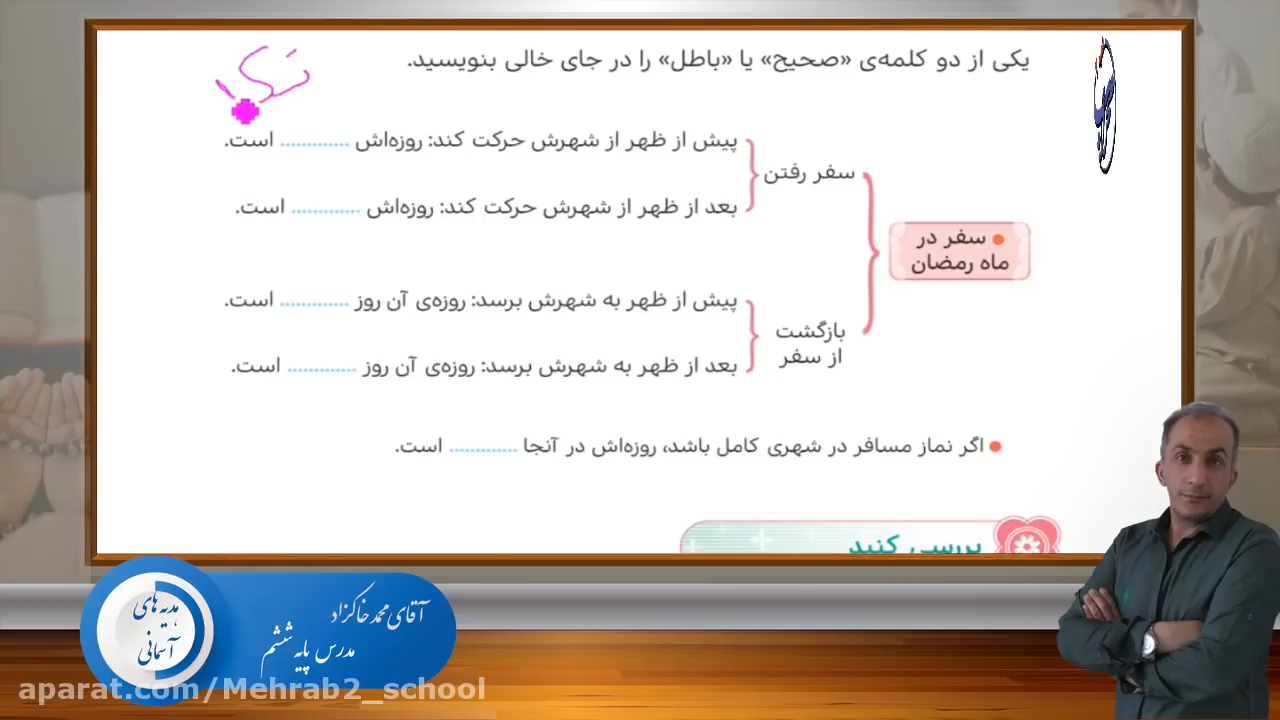 یکی از دو کلمه‌ی «صحیح» یا «باطل» را در جای خالی بنویسید.
سفر در
ماه رمضان
سفر رفتن
پیش از ظهر از شهرش حرکت کند: روزه‌اش ............. است.
بعد از ظهر از شهرش حرکت کند: روزه‌اش ............. است.
بازگشت
از سفر
پیش از ظهر به شهرش برسد: روزه‌ی آن روز ............. است.
بعد از ظهر به شهرش برسد: روزه‌ی آن روز ............. است.
اگر نماز مسافر در شهری کامل باشد، روزه‌اش در آنجا ............. است.
بررسی کنید
آقای محمد خاکزاد
مدرس پایه ششم
هدیه های
آسمانی
aparat.com/Mehrab2_school